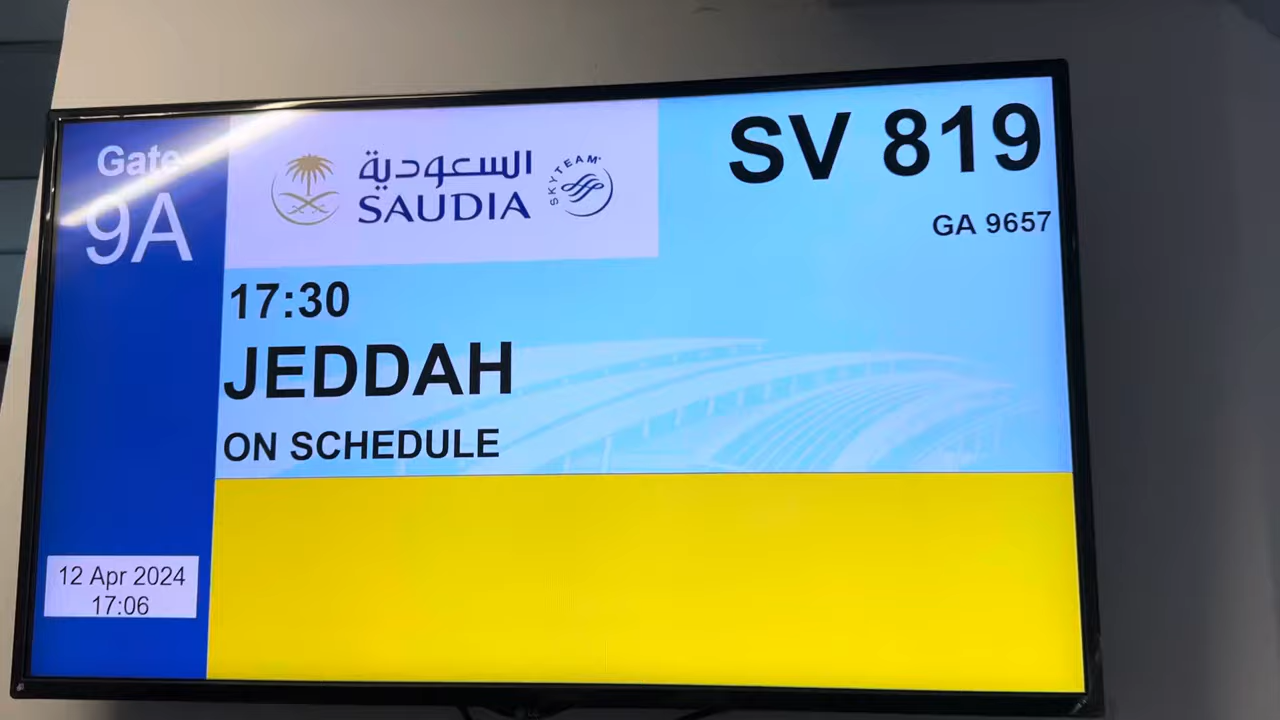 Gate
9A
السعودية
SAUDIA
SKYTEAM
SV 819
GA 9657
17:30
JEDDAH
ON SCHEDULE
12 Apr 2024
17:06